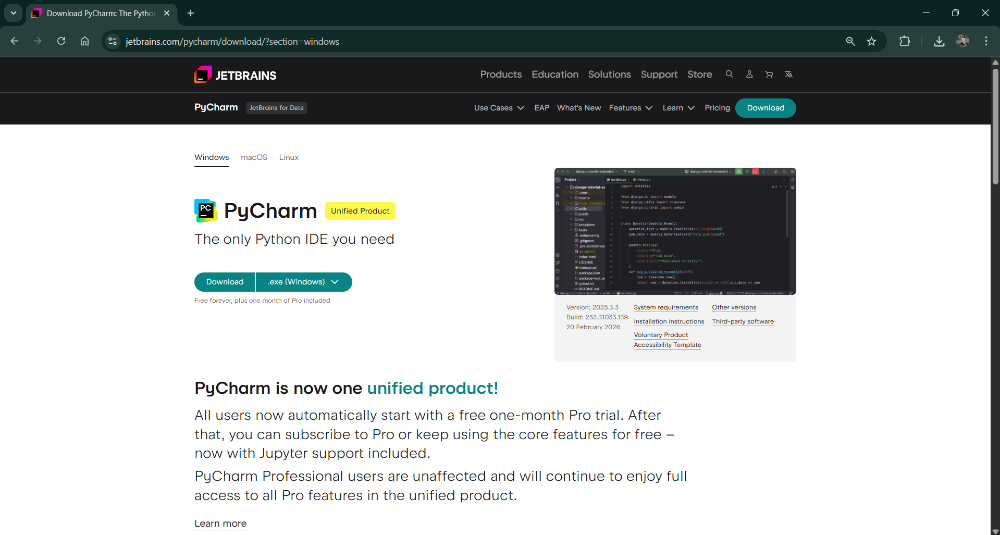 Download PyCharm: The Python
jetbrains.com/pycharm/download/?section=windows
JETBRAINS
Products Education Solutions Support Store
PyCharm JetBrains for Data
Use Cases EAP What's New Features Learn Pricing Download
Windows macOS Linux
PC
PyCharm Unified Product
The only Python IDE you need
Download .exe (Windows)
Free forever, plus one month of Pro included
django-tutorial-extended main django-tutorial-extended
Project
models.py views.py
django-tutorial-ex
.venv
mysite
node_modules
polls
public
src
templates
tests
.editorconfig
.gitignore
.pre-commit-con
db.sqlite3
index.html
LICENSE
manage.py
package.json
package-lock.jso
pytest.ini
README.md
import datetime
from django.db import models
from django.utils import timezone
from django.contrib import admin
class Question(models.Model):
question_text = models.CharField(max_length=200)
pub_date = models.DateTimeField("date published")
@admin.display(
boolean=True,
ordering="pub_date",
description="Published recently?",
)
def was_published_recently(self):
now = timezone.now()
return now - datetime.timedelta(days=1) <= self.pub_date <= now
django-tutorial-extended > polls > models.py 32:1 LF UTF-8 4 spaces Python 3.11 (django-tutorial-extended)
Version: 2025.3.3
Build: 253.31033.139
20 February 2026
System requirements
Installation instructions
Voluntary Product
Accessibility Template
Other versions
Third-party software
PyCharm is now one unified product!
All users now automatically start with a free one-month Pro trial. After
that, you can subscribe to Pro or keep using the core features for free –
now with Jupyter support included.
PyCharm Professional users are unaffected and will continue to enjoy full
access to all Pro features in the unified product.
Learn more